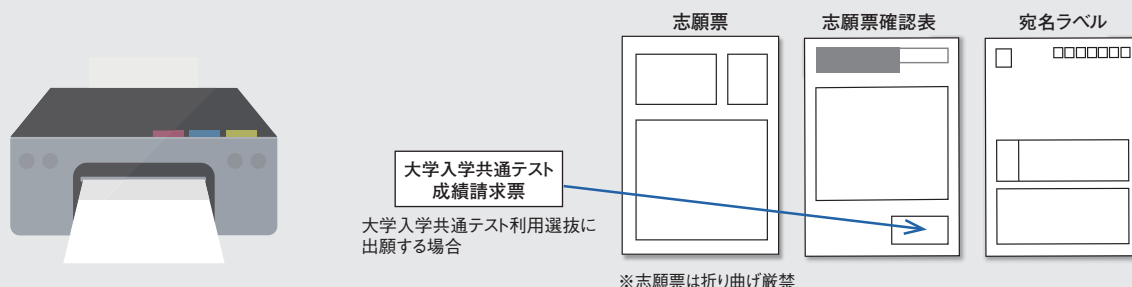 志願票
志願票確認表
宛名ラベル
大学入学共通テスト
成績請求票
大学入学共通テスト利用選抜に
出願する場合
※志願票は折り曲げ厳禁